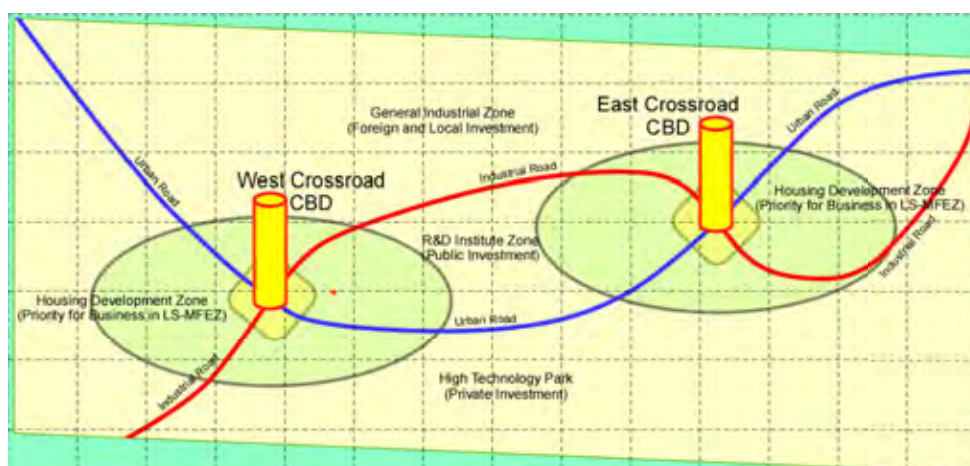 East Crossroad
CBD
Urban Road
General Industrial Zone
(Foreign and Local Investment)
Urban Road
Industrial Road
West Crossroad
CBD
Housing Development Zone
(Priority for Business in LS-MFEZ)
R&D Institute Zone
(Public Investment)
Industrial Road
Housing Development Zone
(Priority for Business in LS-MFEZ)
Urban Road
Industrial Road
High Technology Park
(Private Investment)